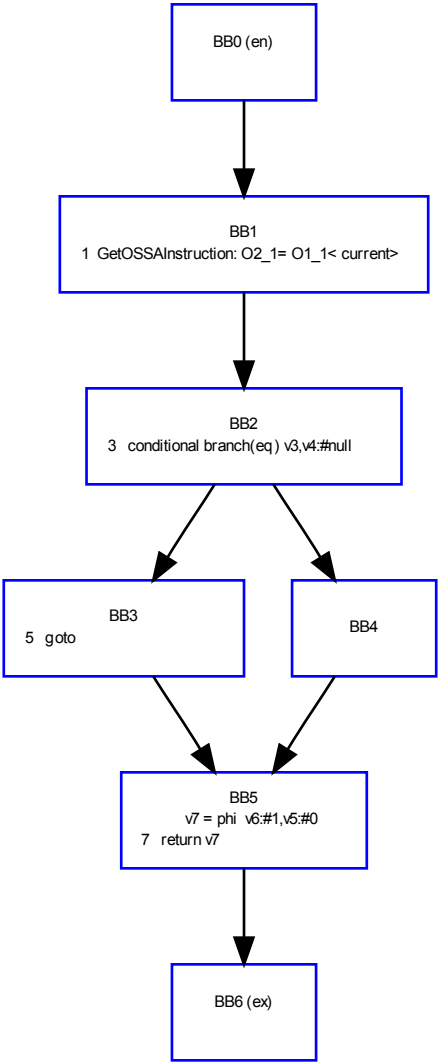 BB0 (en)
BB1
1 GetOSSAInstruction: O2_1= O1_1< current>
BB2
3 conditional branch(eq) v3,v4:#null
BB3
5 goto
BB4
BB5
v7 = phi v6:#1,v5:#0
7 return v7
BB6 (ex)